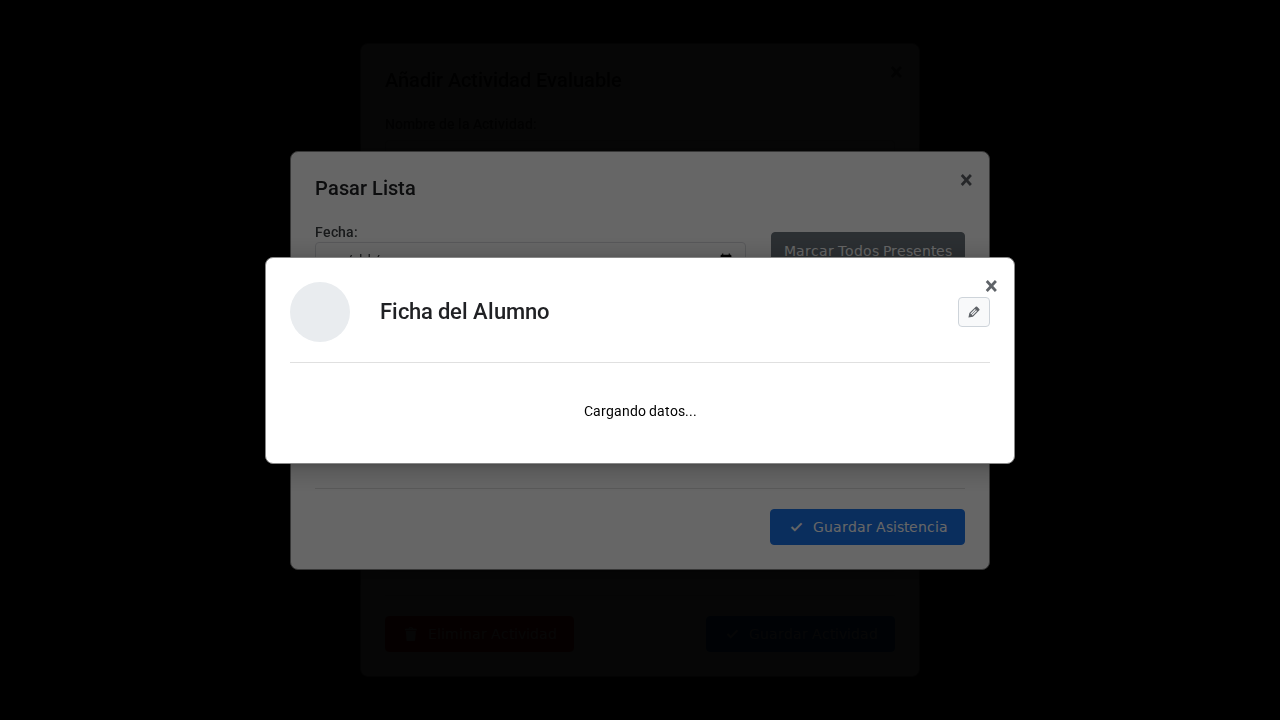 Añadir Actividad Evaluable
×
Nombre de la Actividad:
Pasar Lista
×
Fecha:
Marcar Todos Presentes
×
Ficha del Alumno
Cargando datos...
Guardar Asistencia
Eliminar Actividad
Guardar Actividad